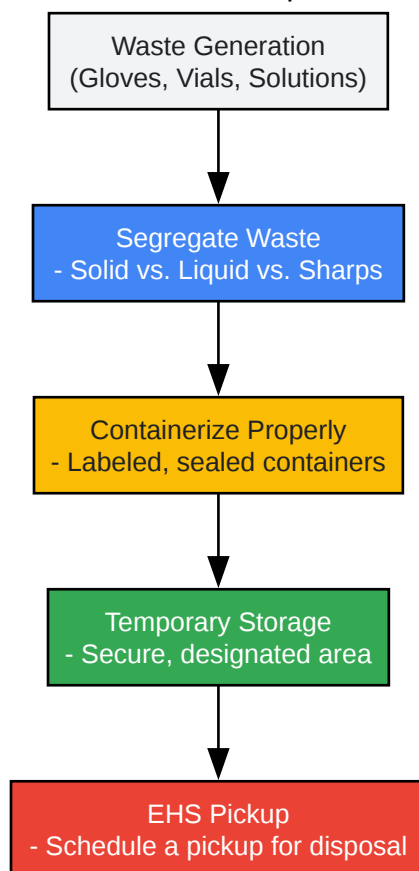 Waste Generation
(Gloves, Vials, Solutions)
Segregate Waste
- Solid vs. Liquid vs. Sharps
Containerize Properly
- Labeled, sealed containers
Temporary Storage
- Secure, designated area
EHS Pickup
- Schedule a pickup for disposal